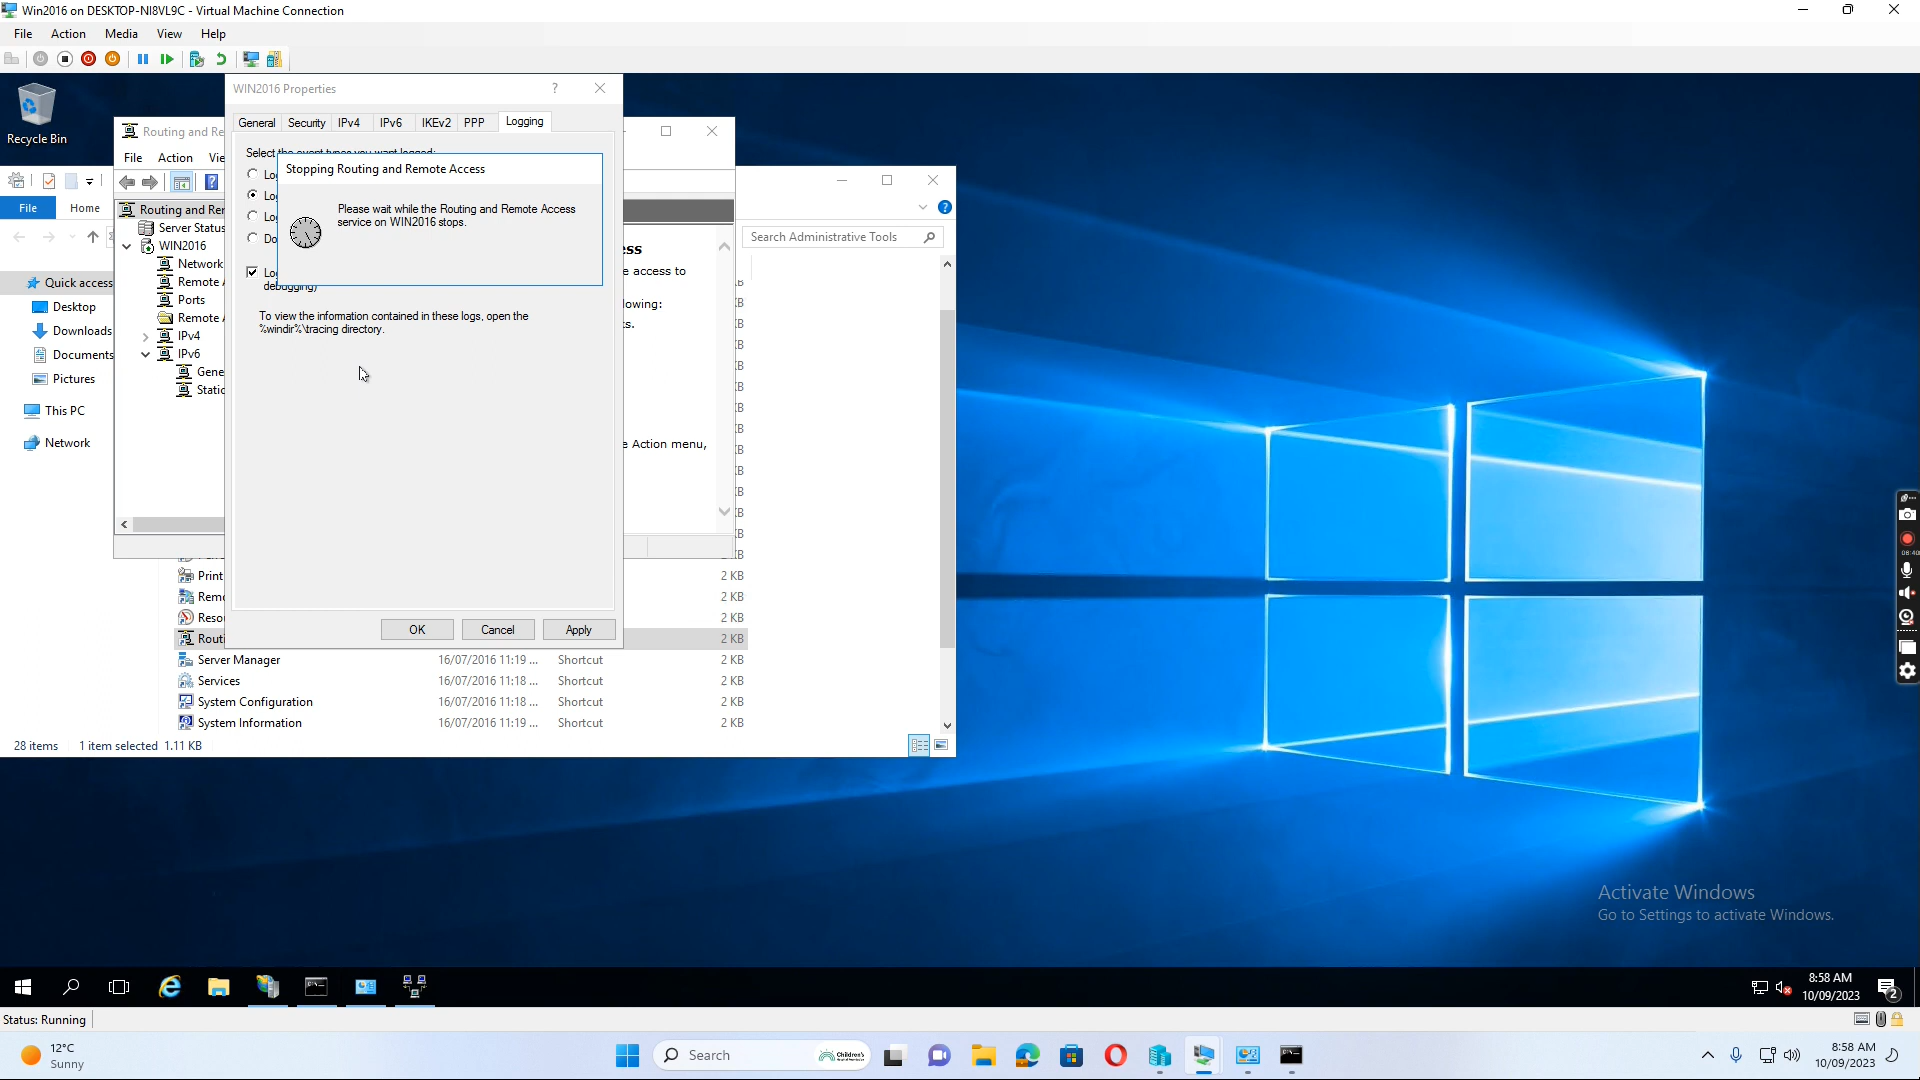 Win2016 on DESKTOP-NI8VL9C - Virtual Machine Connection
File Action Media View Help
Recycle Bin
WIN2016 Properties
General Security IPv4 IPv6 IKEv2 PPP Logging
Select the event types you want logged:
Stopping Routing and Remote Access
Please wait while the Routing and Remote Access
service on WIN2016 stops.
debugging)
To view the information contained in these logs, open the
%windir%\tracing directory.
OK Cancel Apply
Routing and Re
File Action Vie
Routing and Rer
Server Status
WIN2016
Network
Remote
Ports
Remote
IPv4
IPv6
Gene
Static
ess
e access to
owing:
s.
e Action menu,
File Home
Search Administrative Tools
Quick access
Desktop
Downloads
Documents
Pictures
This PC
Network
Print 2 KB
Remo 2 KB
Reso 2 KB
Routi 2 KB
Server Manager 16/07/2016 11:19 ... Shortcut 2 KB
Services 16/07/2016 11:18 ... Shortcut 2 KB
System Configuration 16/07/2016 11:18 ... Shortcut 2 KB
System Information 16/07/2016 11:19 ... Shortcut 2 KB
28 items 1 item selected 1.11 KB
Activate Windows
Go to Settings to activate Windows.
8:58 AM
10/09/2023
2
Status: Running
12°C
Sunny
Search
Children's
8:58 AM
10/09/2023